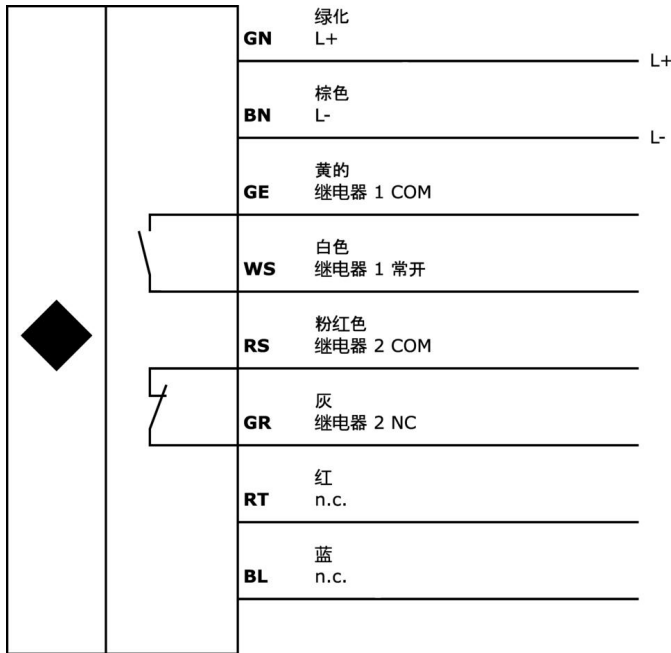 绿化
GN L+
L+
棕色
BN L-
L-
黄的
GE 继电器 1 COM
白色
WS 继电器 1 常开
粉红色
RS 继电器 2 COM
灰
GR 继电器 2 NC
红
RT n.c.
蓝
BL n.c.